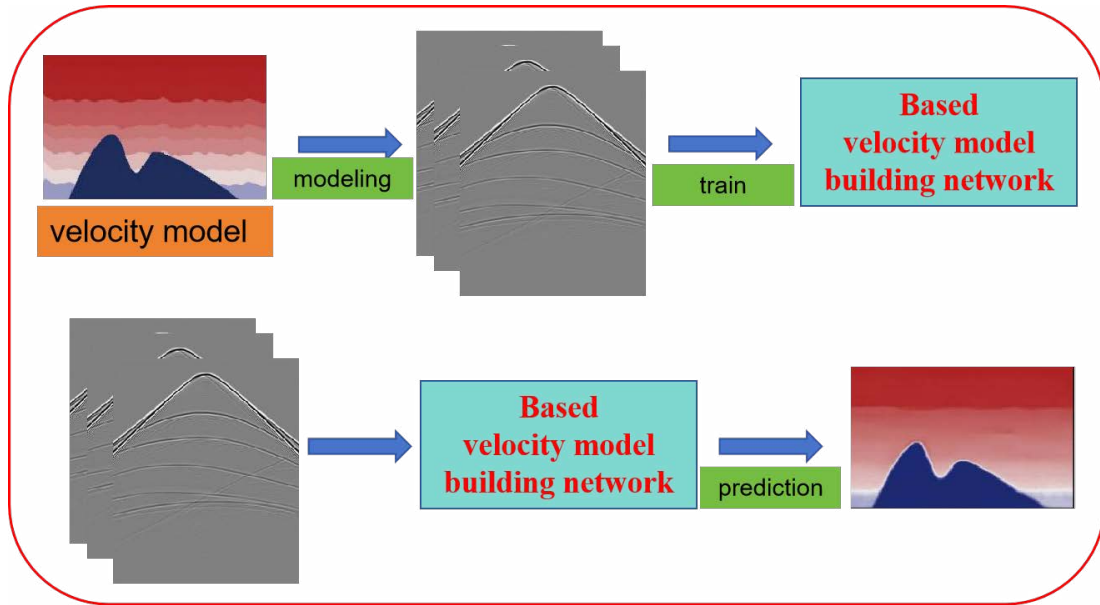 velocity model
modeling
train
Based
velocity model
building network
Based
velocity model
building network
prediction